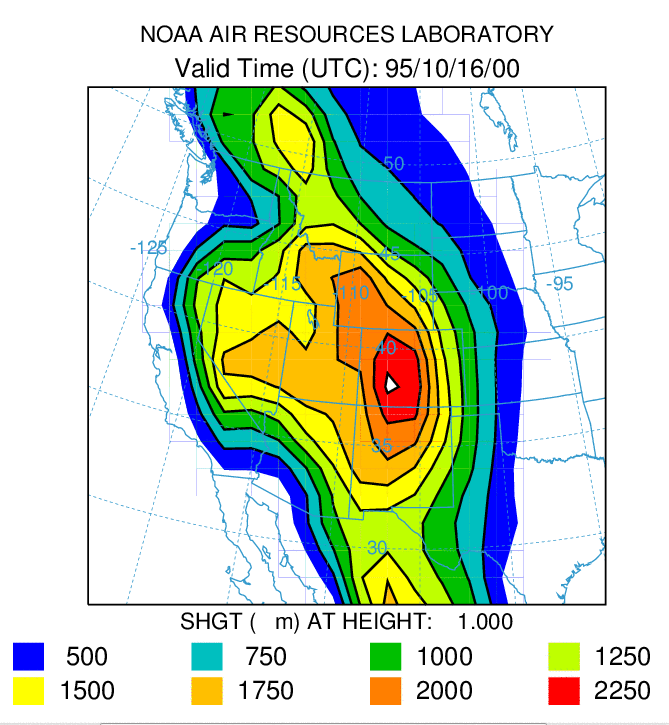 NOAA AIR RESOURCES LABORATORY
Valid Time (UTC): 95/10/16/00
-50
-125
-45
-120
-115
-110
-105
-100
-95
-40
-35
-30
SHGT ( m) AT HEIGHT: 1.000
500 750 1000 1250
1500 1750 2000 2250